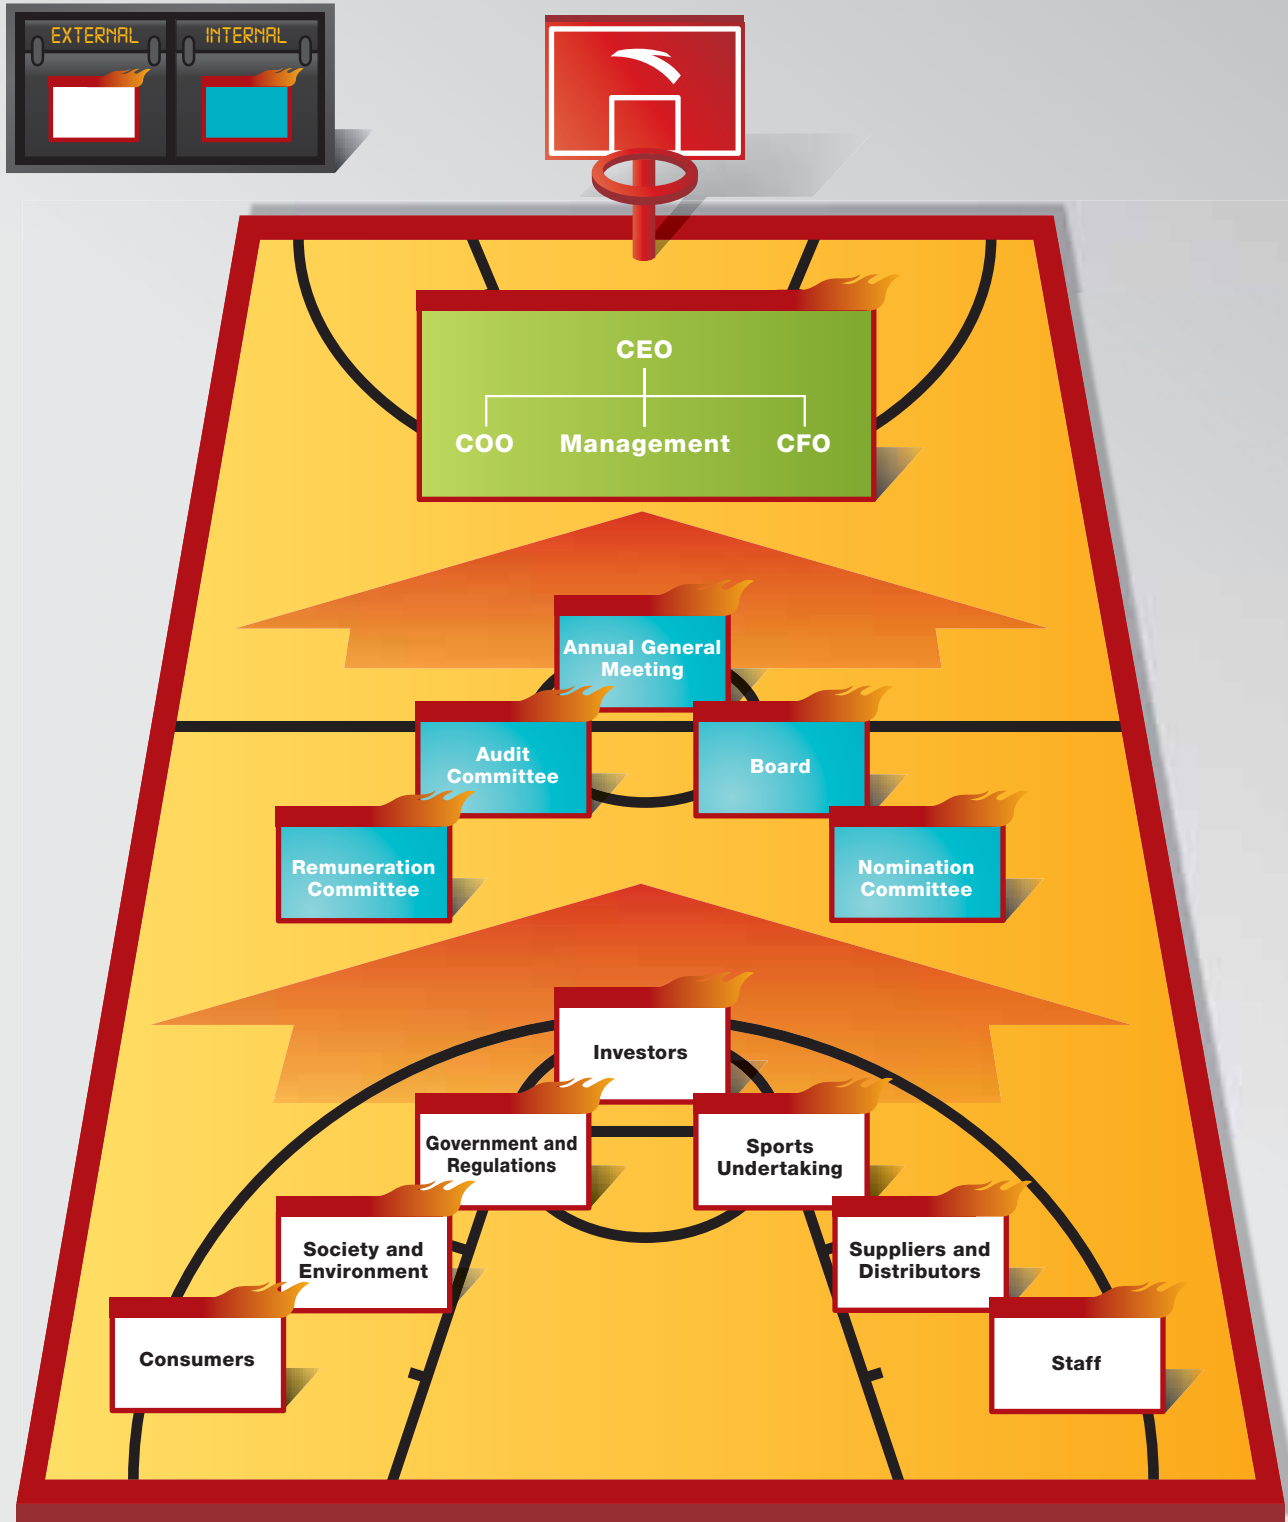 EXTERNAL
INTERNAL
CEO
COO
Management
CFO
Annual General
Meeting
Audit
Committee
Board
Remuneration
Committee
Nomination
Committee
Investors
Government and
Regulations
Sports
Undertaking
Society and
Environment
Suppliers and
Distributors
Consumers
Staff